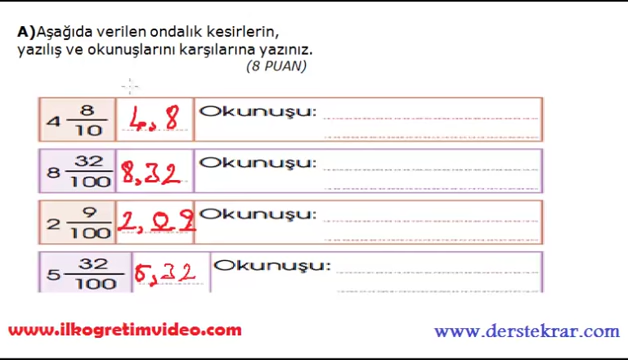 A)Aşağıda verilen ondalık kesirlerin,
yazılış ve okunuşlarını karşılarına yazınız.
(8 PUAN)
4 8/10 4,8 Okunuşu:
8 32/100 8,32 Okunuşu:
2 9/100 2,09 Okunuşu:
5 32/100 5,32 Okunuşu:
www.ilkogretimvideo.com www.derstekrar.com